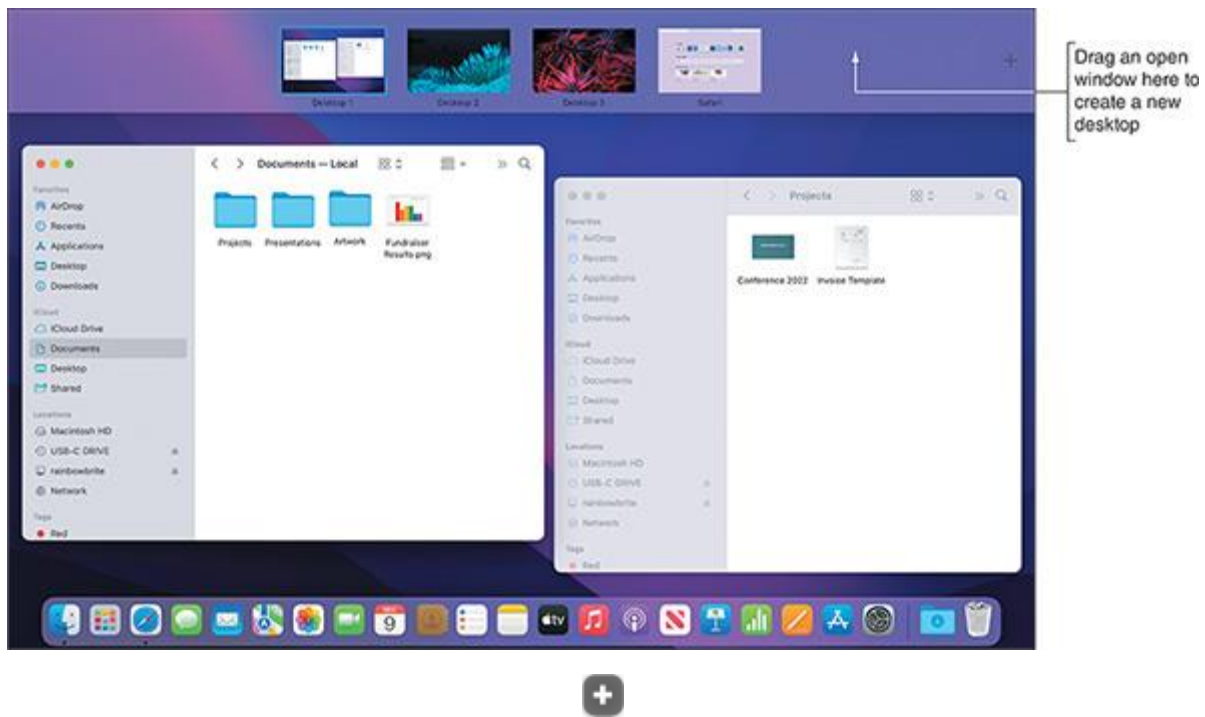 Desktop 1
Desktop 2
Desktop 3
Safari
Drag an open
window here to
create a new
desktop
Documents — Local
Favorites
AirDrop
Recents
Applications
Desktop
Downloads
iCloud
iCloud Drive
Documents
Desktop
Shared
Locations
Macintosh HD
USB-C DRIVE
rainbowbrite
Network
Tags
Red
Projects
Presentations
Artwork
Fundraiser
Results.png
Projects
Favorites
AirDrop
Recents
Applications
Desktop
Downloads
iCloud
iCloud Drive
Documents
Desktop
Shared
Locations
Macintosh HD
USB-C DRIVE
rainbowbrite
Network
Tags
Red
Conference 2022
Invoice Template
9
tv